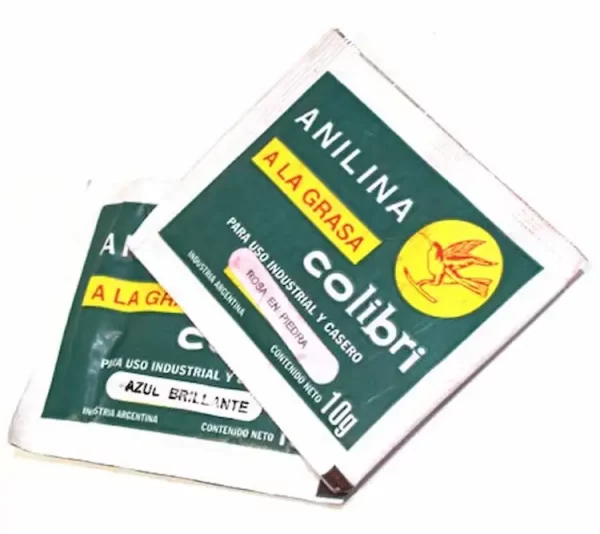 ANILINA
A LA GRASA
colibri
PARA USO INDUSTRIAL Y CASERO
ROSA EN PIEDRA
INDUSTRIA ARGENTINA
CONTENIDO NETO 10g
A LA
PARA USO INDUSTRIAL Y
AZUL BRILLANTE
INDUSTRIA ARGENTINA
CONTENIDO NETO